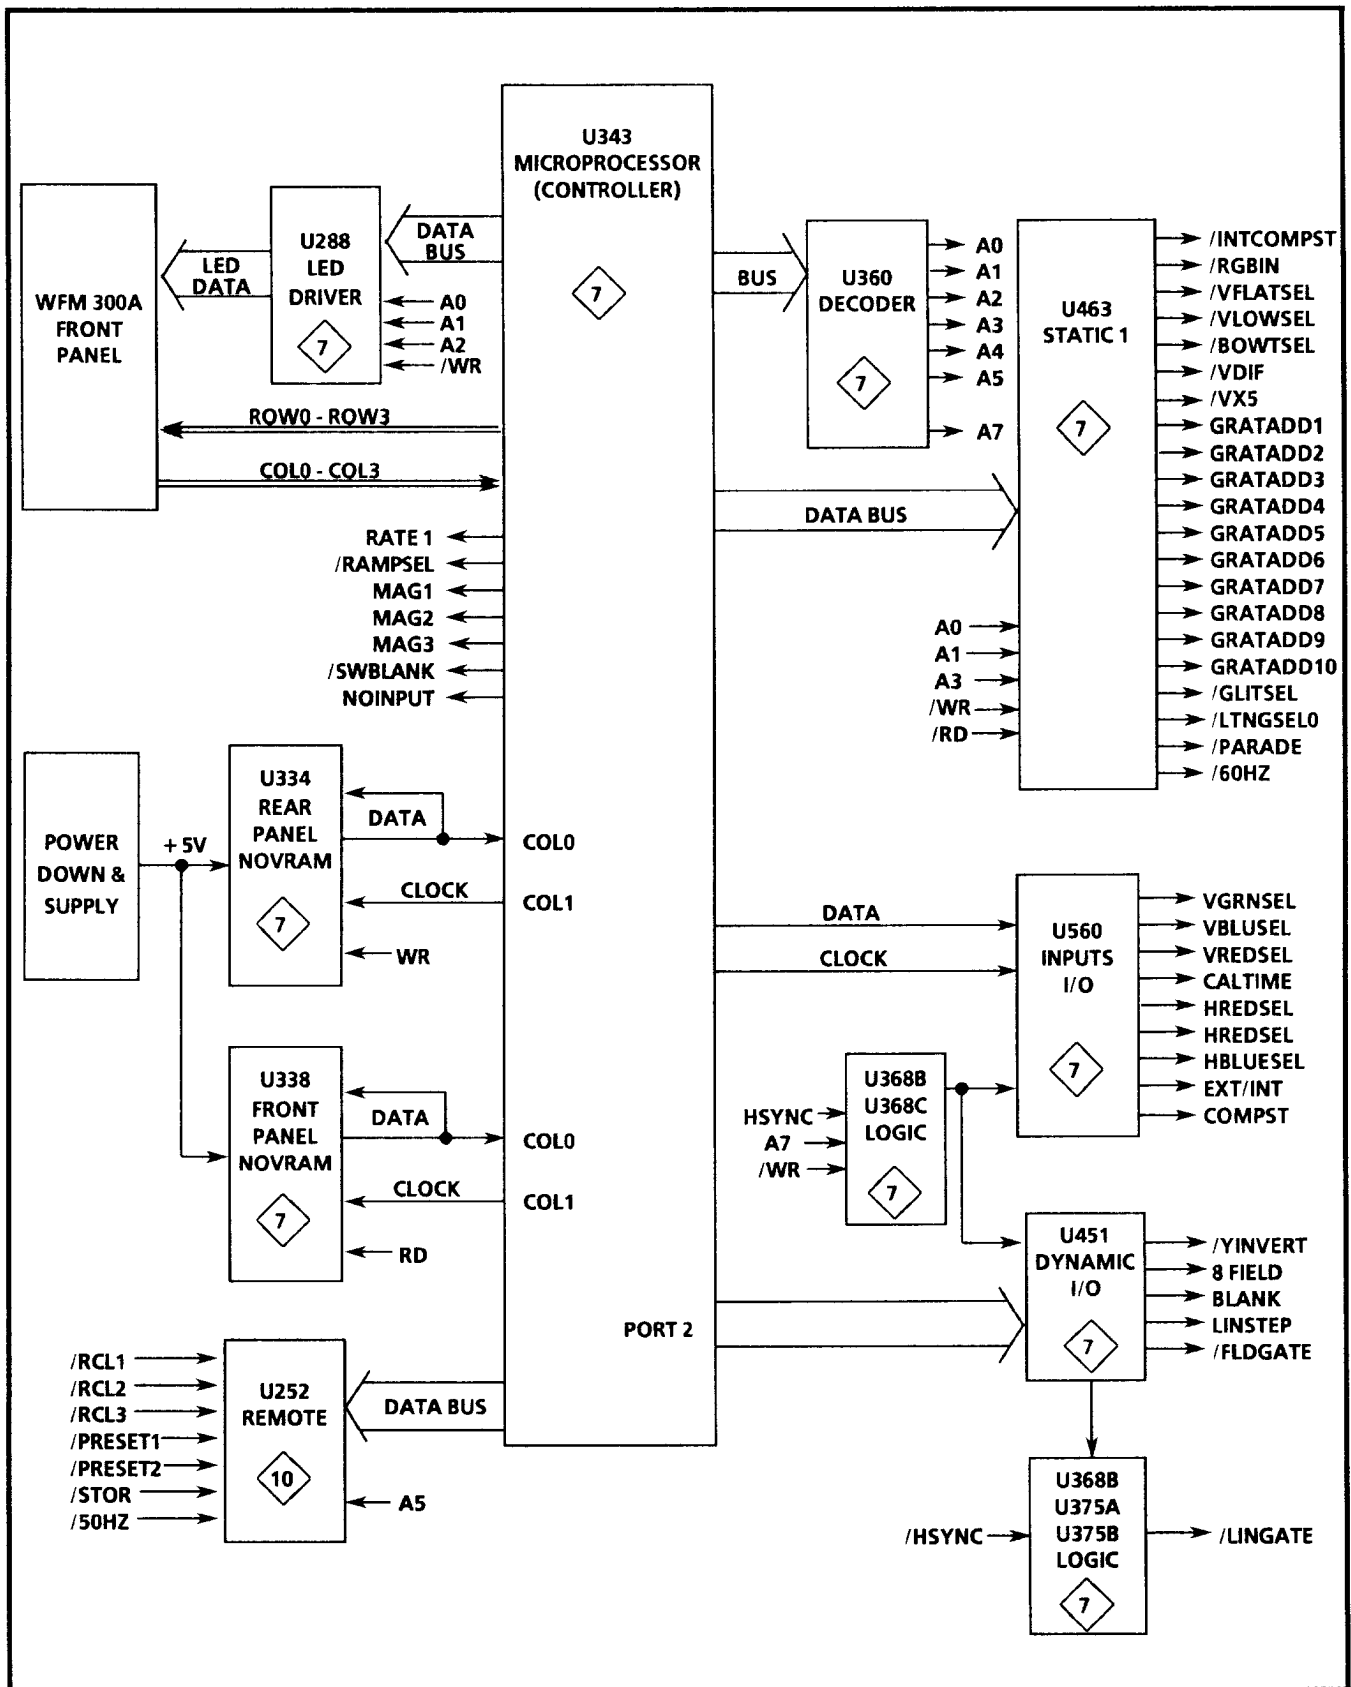 U343
MICROPROCESSOR
(CONTROLLER)
7
WFM 300A
FRONT
PANEL
LED
DATA
U288
LED
DRIVER
7
DATA
BUS
A0
A1
A2
/WR
ROW0 - ROW3
COL0 - COL3
RATE 1
/RAMPSEL
MAG1
MAG2
MAG3
/SWBLANK
NOINPUT
POWER
DOWN &
SUPPLY
+5V
U334
REAR
PANEL
NOVRAM
7
DATA
CLOCK
WR
COL0
COL1
U338
FRONT
PANEL
NOVRAM
7
DATA
CLOCK
RD
COL0
COL1
PORT 2
/RCL1
/RCL2
/RCL3
/PRESET1
/PRESET2
/STOR
/50HZ
U252
REMOTE
10
DATA BUS
A5
BUS
U360
DECODER
7
A0
A1
A2
A3
A4
A5
A7
DATA BUS
A0
A1
A3
/WR
/RD
U463
STATIC 1
7
/INTCOMPST
/RGBIN
/VFLATSEL
/VLOWSEL
/BOWTSEL
/VDIF
/VX5
GRATADD1
GRATADD2
GRATADD3
GRATADD4
GRATADD5
GRATADD6
GRATADD7
GRATADD8
GRATADD9
GRATADD10
/GLITSEL
/LTNGSEL0
/PARADE
/60HZ
DATA
CLOCK
U560
INPUTS
I/O
7
VGRNSEL
VBLUSEL
VREDSEL
CALTIME
HREDSEL
HREDSEL
HBLUESEL
EXT/INT
COMPST
HSYNC
A7
/WR
U368B
U368C
LOGIC
7
U451
DYNAMIC
I/O
7
/YINVERT
8 FIELD
BLANK
LINSTEP
/FLDGATE
/HSYNC
U368B
U375A
U375B
LOGIC
7
/LINGATE